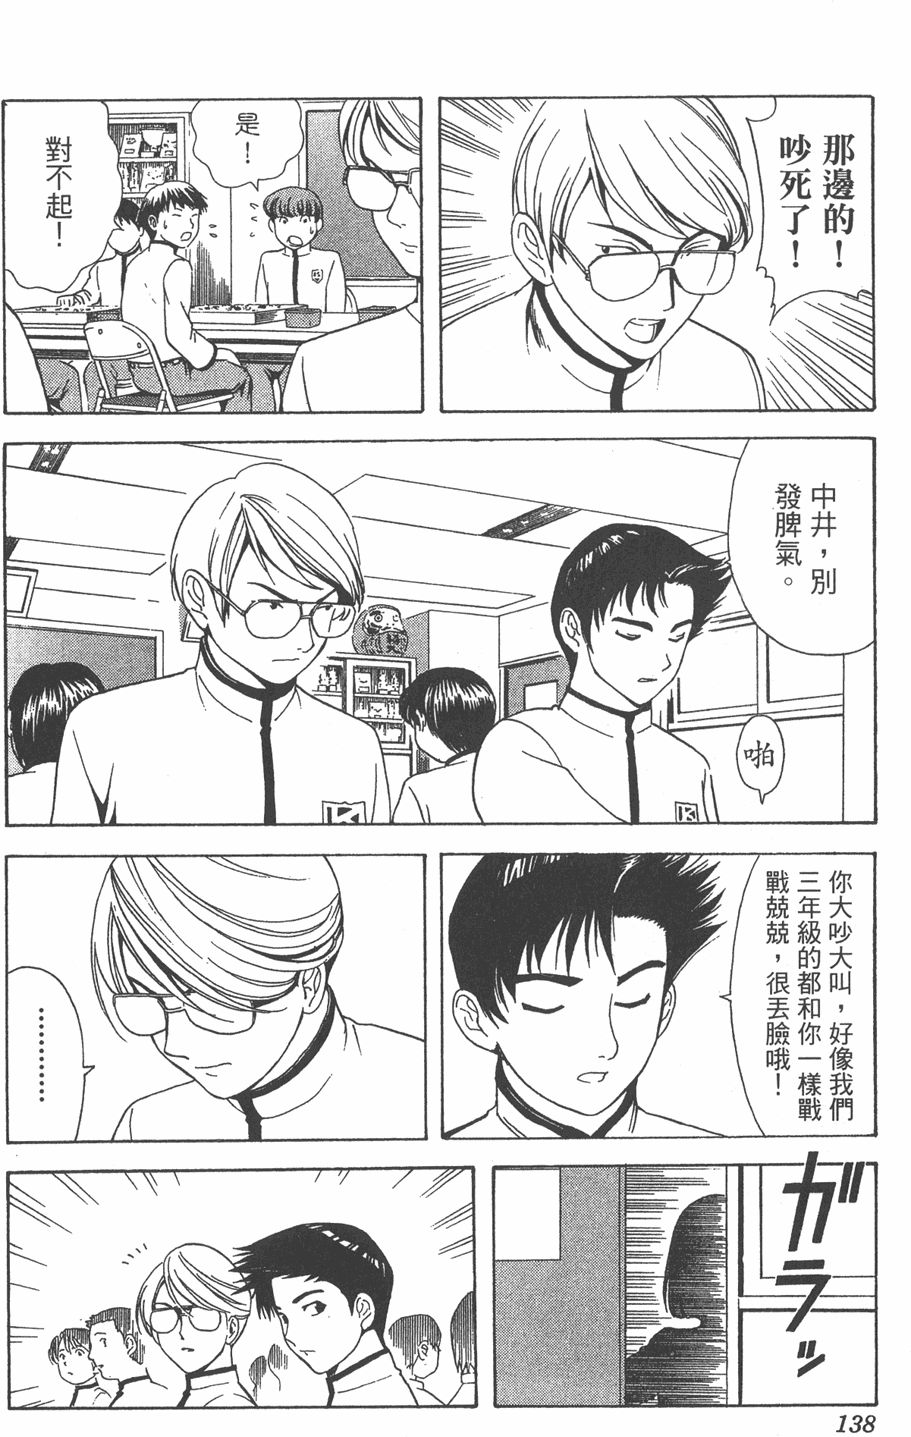 那邊的！
吵死了！
是！
對不起！
中井，別
發脾氣。
啪
你大吵大叫，好像我們
三年級的都和你一樣戰
戰兢兢，很丟臉哦！
………
ガラッ
138